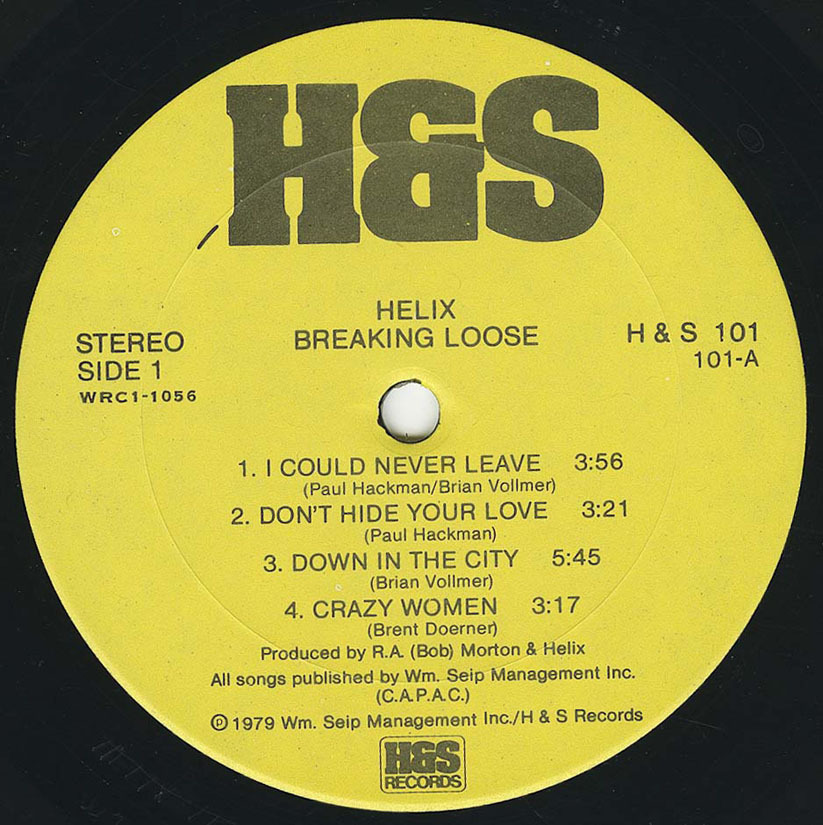 H&S
HELIX
BREAKING LOOSE
STEREO
SIDE 1
WRC1-1056
H & S 101
101-A
1. I COULD NEVER LEAVE 3:56
(Paul Hackman/Brian Vollmer)
2. DON'T HIDE YOUR LOVE 3:21
(Paul Hackman)
3. DOWN IN THE CITY 5:45
(Brian Vollmer)
4. CRAZY WOMEN 3:17
(Brent Doerner)
Produced by R.A. (Bob) Morton & Helix
All songs published by Wm. Seip Management Inc.
(C.A.P.A.C.)
℗ 1979 Wm. Seip Management Inc./H & S Records
H&S
RECORDS